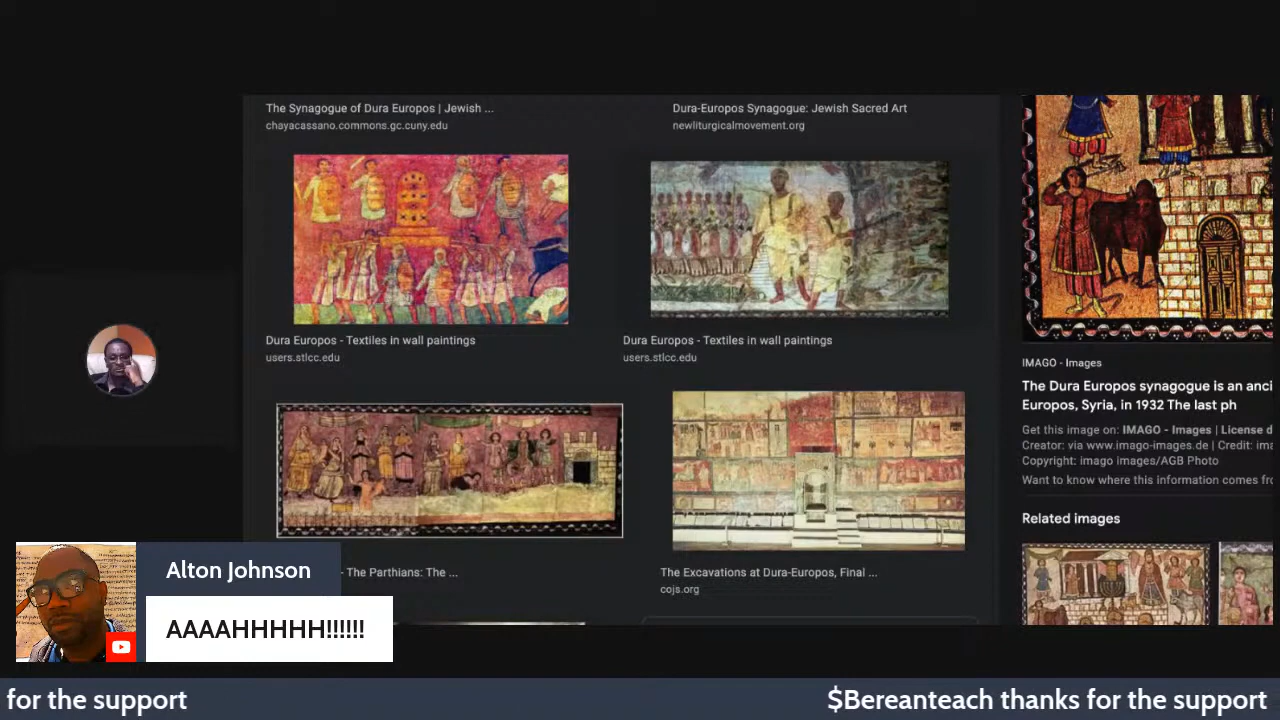 The Synagogue of Dura Europos | Jewish ...
chayacassano.commons.gc.cuny.edu
Dura-Europos Synagogue: Jewish Sacred Art
newliturgicalmovement.org
Dura Europos - Textiles in wall paintings
users.stlcc.edu
Dura Europos - Textiles in wall paintings
users.stlcc.edu
- The Parthians: The ...
The Excavations at Dura-Europos, Final ...
cojs.org
IMAGO - Images
The Dura Europos synagogue is an anci
Europos, Syria, in 1932 The last ph
Get this image on: IMAGO - Images | License d
Creator: via www.imago-images.de | Credit: ima
Copyright: imago images/AGB Photo
Want to know where this information comes fro
Related images
Alton Johnson
AAAAHHHHH!!!!!!
for the support
$Bereanteach thanks for the support